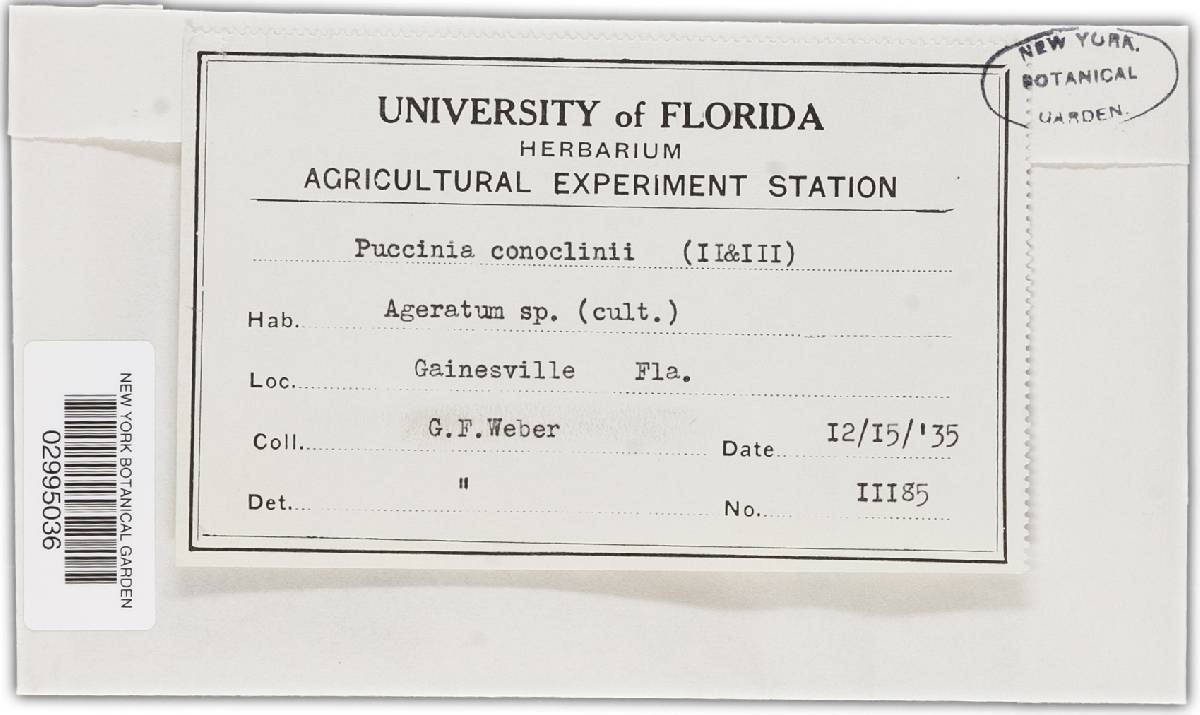 NEW YORK.
BOTANICAL
GARDEN.
UNIVERSITY of FLORIDA
HERBARIUM
AGRICULTURAL EXPERIMENT STATION
Puccinia conoclinii (II&III)
Hab. Ageratum sp. (cult.)
Loc. Gainesville Fla.
Coll. G.F.Weber Date I2/I5/'35
Det. " No. III85
NEW YORK BOTANICAL GARDEN
02995036